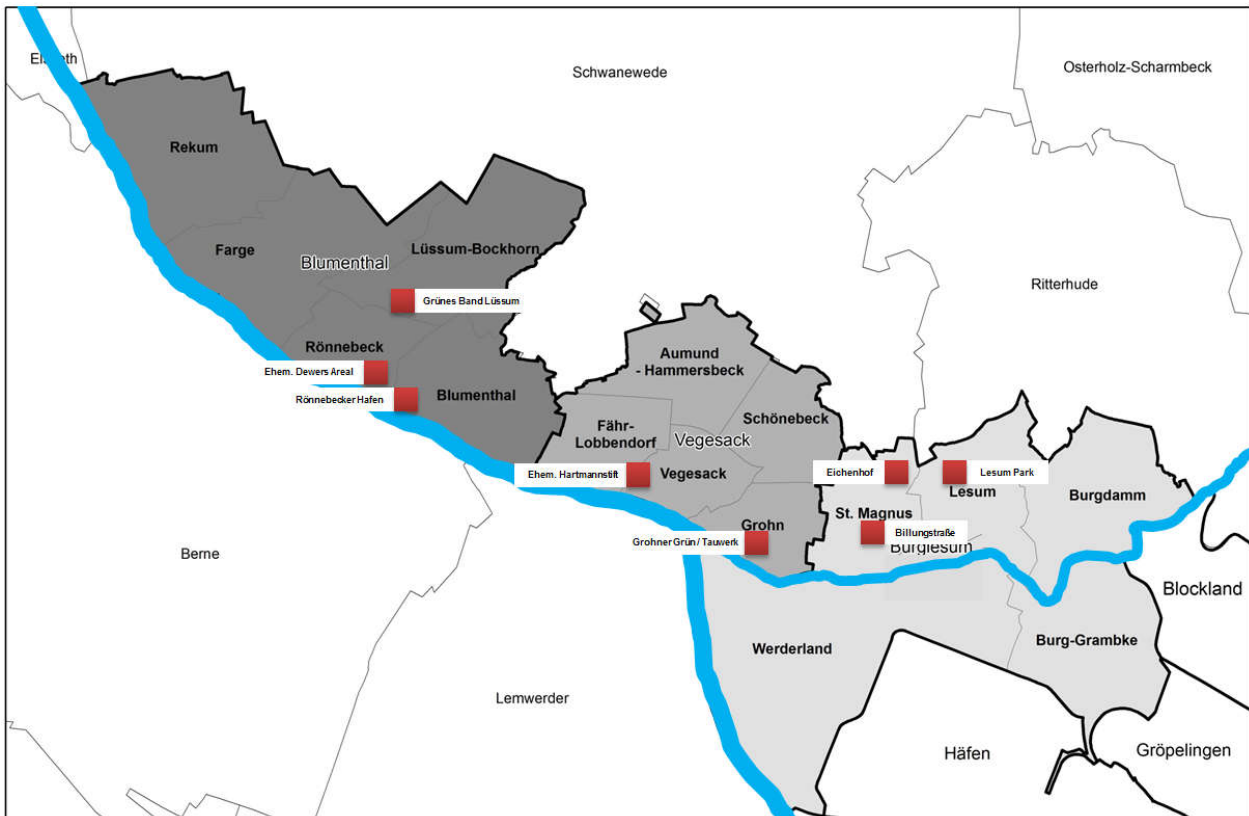 Elsfleth
Schwanewede
Osterholz-Scharmbeck
Rekum
Farge
Lüssum-Bockhorn
Blumenthal
Ritterhude
Grünes Band Lüssum
Rönnebeck
Aumund
- Hammersbeck
Ehem. Dewers Areal
Rönnebecker Hafen
Blumenthal
Schönebeck
Fähr-
Lobbendorf
Vegesack
Ehem. Hartmannstift
Vegesack
Eichenhof
Lesum Park
Lesum
Burgdamm
St. Magnus
Grohn
Billungstraße
Grohner Grün / Tauwerk
Burglesum
Berne
Blockland
Werderland
Burg-Grambke
Lemwerder
Häfen
Gröpelingen